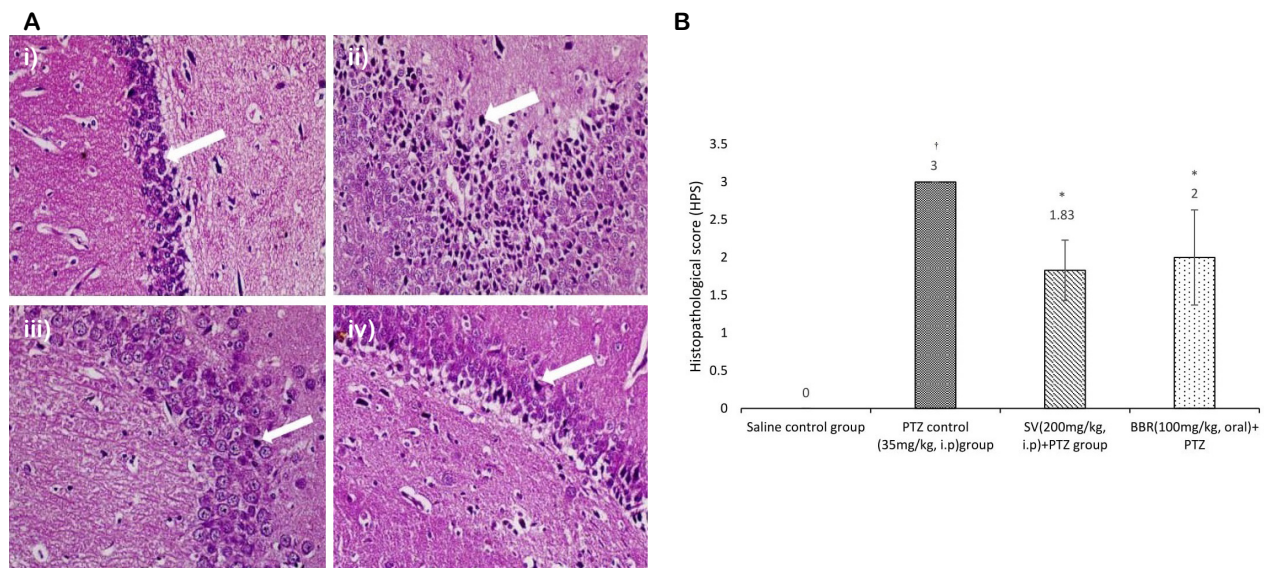 A
B
i)
ii)
iii)
iv)
Histopathological score (HPS)
3.5
3
2.5
2
1.5
1
0.5
0
0
†
3
*
1.83
*
2
Saline control group
PTZ control
(35mg/kg, i.p)group
SV(200mg/kg,
i.p)+PTZ group
BBR(100mg/kg, oral)+
PTZ